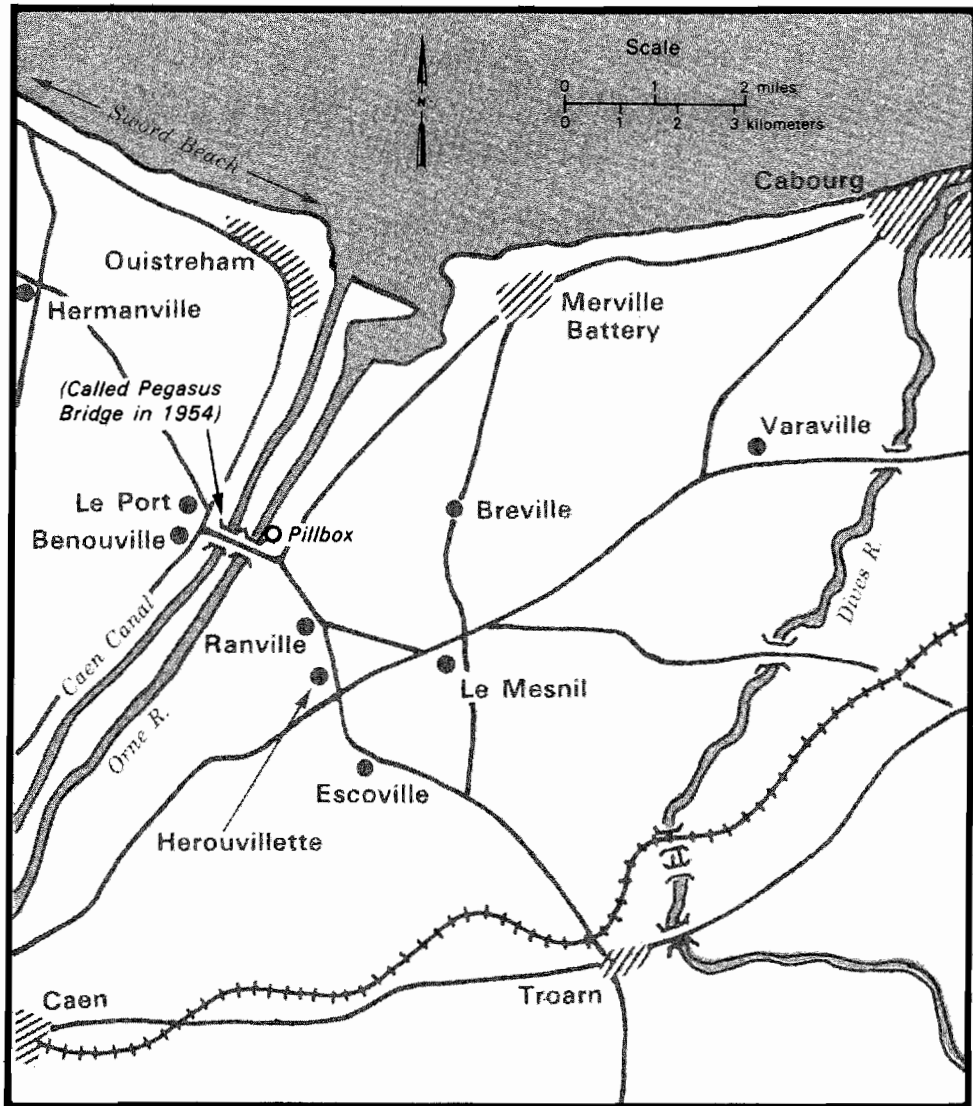 Scale
0 1 2 miles
0 1 2 3 kilometers
N
Sword Beach
Cabourg
Ouistreham
Hermanville
Merville
Battery
(Called Pegasus
Bridge in 1954)
Varaville
Le Port
Benouville
Pillbox
Breville
Dives R.
Caen Canal
Ranville
Le Mesnil
Orne R.
Escoville
Herouvillette
Troarn
Caen